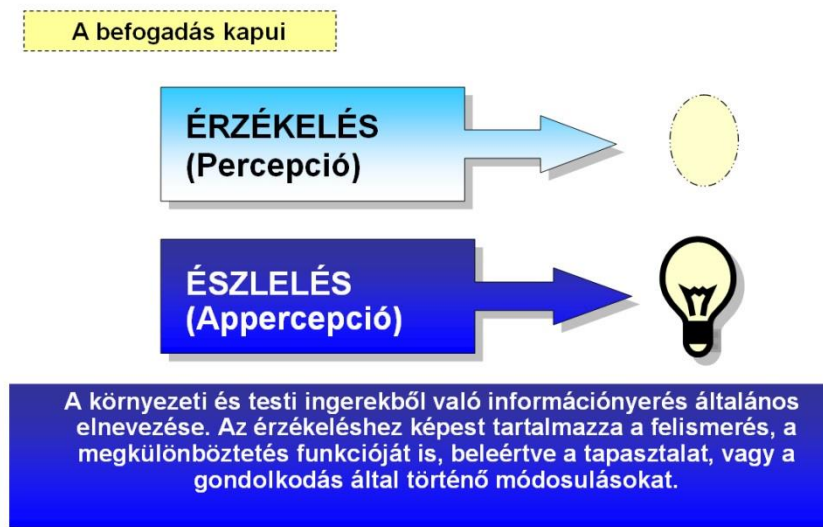 A befogadás kapui
ÉRZÉKELÉS
(Percepció)
ÉSZLELÉS
(Appercepció)
A környezeti és testi ingerekből való információnyerés általános
elnevezése. Az érzékeléshez képest tartalmazza a felismerés, a
megkülönböztetés funkcióját is, beleértve a tapasztalat, vagy a
gondolkodás által történő módosulásokat.